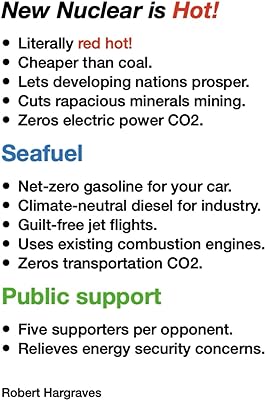 New Nuclear is Hot!
• Literally red hot!
• Cheaper than coal.
• Lets developing nations prosper.
• Cuts rapacious minerals mining.
• Zeros electric power CO2.
Seafuel
• Net-zero gasoline for your car.
• Climate-neutral diesel for industry.
• Guilt-free jet flights.
• Uses existing combustion engines.
• Zeros transportation CO2.
Public support
• Five supporters per opponent.
• Relieves energy security concerns.
Robert Hargraves